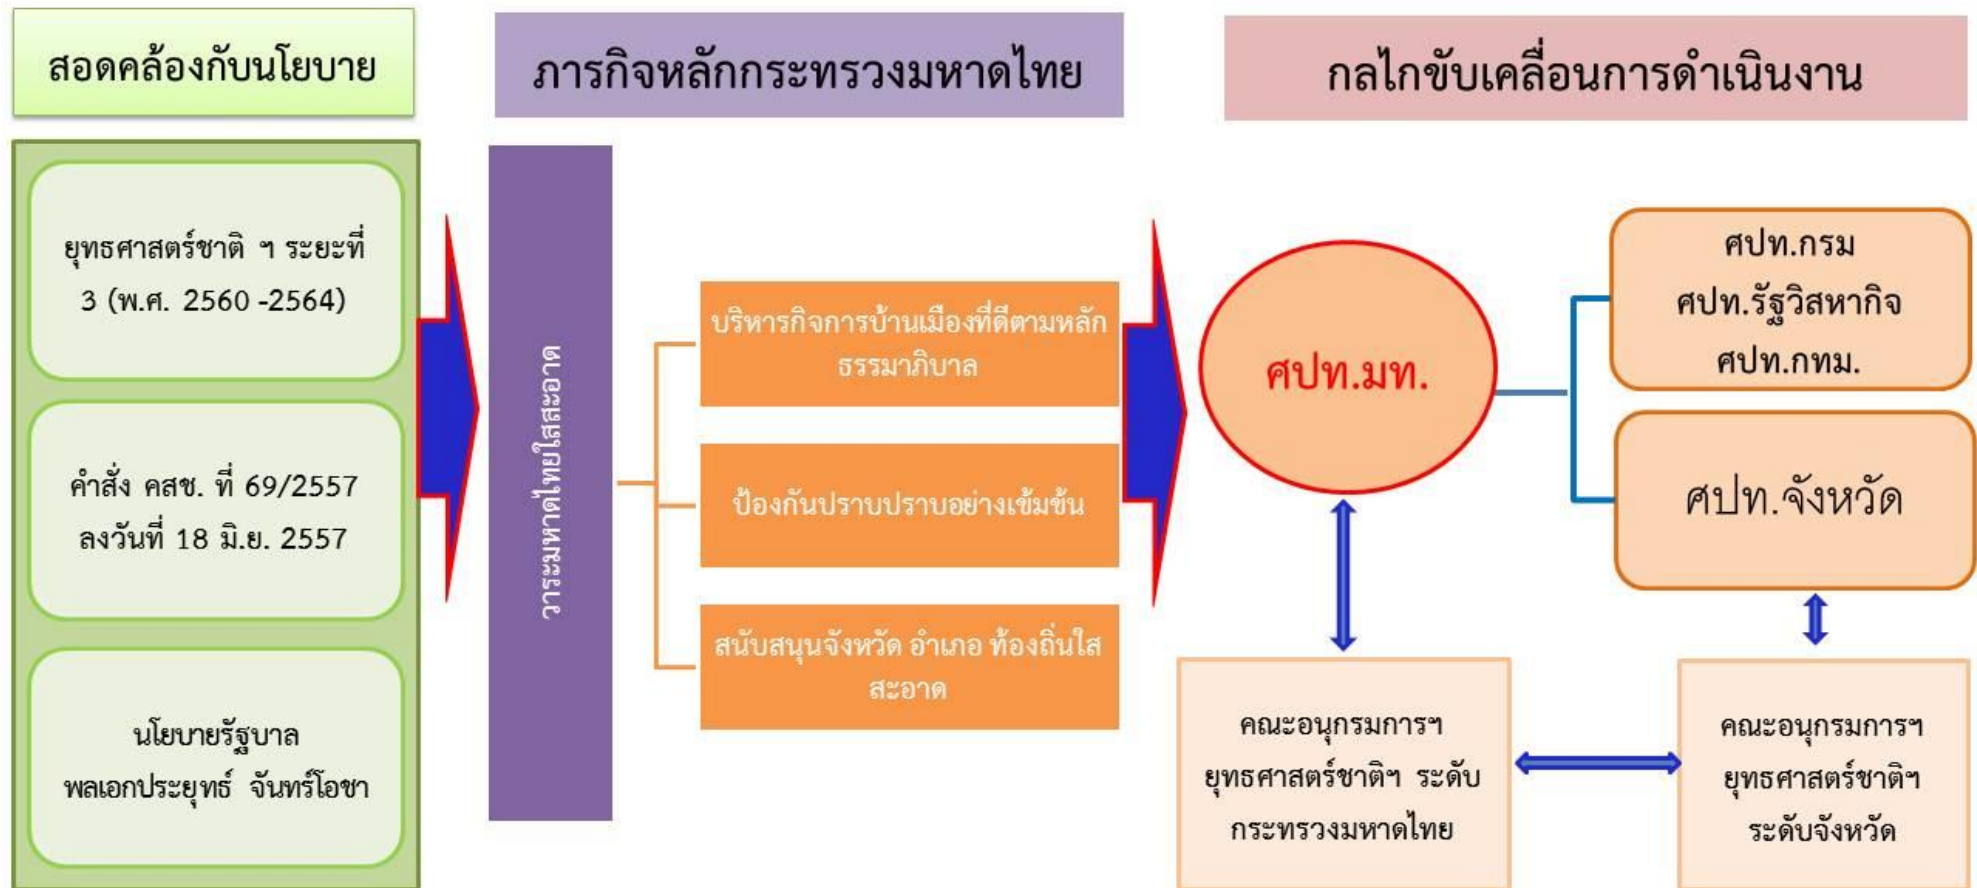 สอดคล้องกับนโยบาย
ภารกิจหลักกระทรวงมหาดไทย
กลไกขับเคลื่อนการดำเนินงาน
ยุทธศาสตร์ชาติ ฯ ระยะที่
3 (พ.ศ. 2560 -2564)
คำสั่ง คสช. ที่ 69/2557
ลงวันที่ 18 มิ.ย. 2557
นโยบายรัฐบาล
พลเอกประยุทธ์ จันทร์โอชา
วาระมหาดไทยใสสะอาด
บริหารกิจการบ้านเมืองที่ดีตามหลัก
ธรรมาภิบาล
ป้องกันปราบปราบอย่างเข้มข้น
สนับสนุนจังหวัด อำเภอ ท้องถิ่นใส
สะอาด
ศปท.มท.
ศปท.กรม
ศปท.รัฐวิสหากิจ
ศปท.กทม.
ศปท.จังหวัด
คณะอนุกรมการฯ
ยุทธศาสตร์ชาติฯ ระดับ
กระทรวงมหาดไทย
คณะอนุกรมการฯ
ยุทธศาสตร์ชาติฯ
ระดับจังหวัด